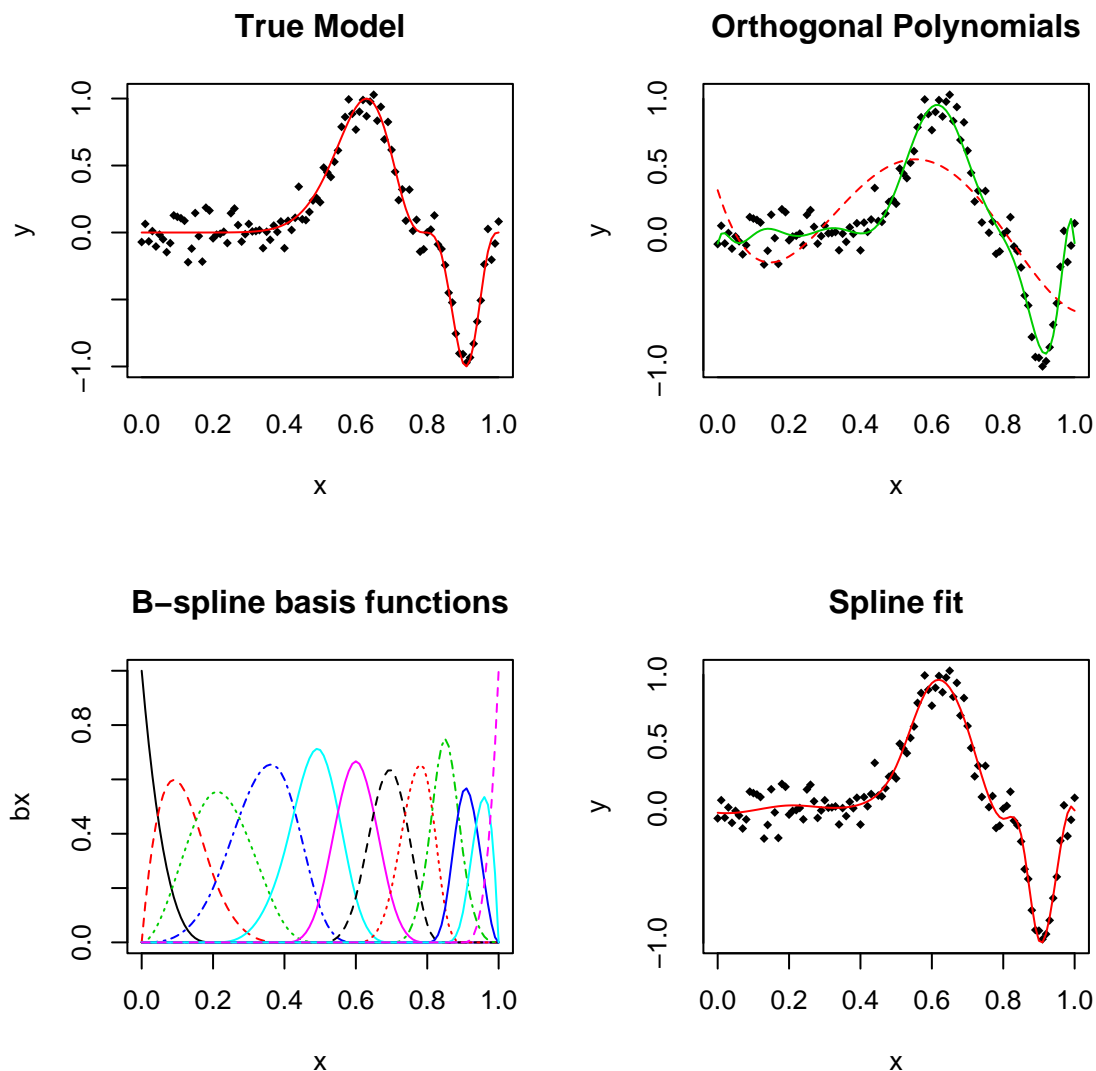 True Model
y
1.0
0.5
0.0
−1.0
0.0 0.2 0.4 0.6 0.8 1.0
x
Orthogonal Polynomials
y
1.0
0.5
0.0
−1.0
0.0 0.2 0.4 0.6 0.8 1.0
x
B−spline basis functions
bx
0.8
0.4
0.0
0.0 0.2 0.4 0.6 0.8 1.0
x
Spline fit
y
1.0
0.5
0.0
−1.0
0.0 0.2 0.4 0.6 0.8 1.0
x